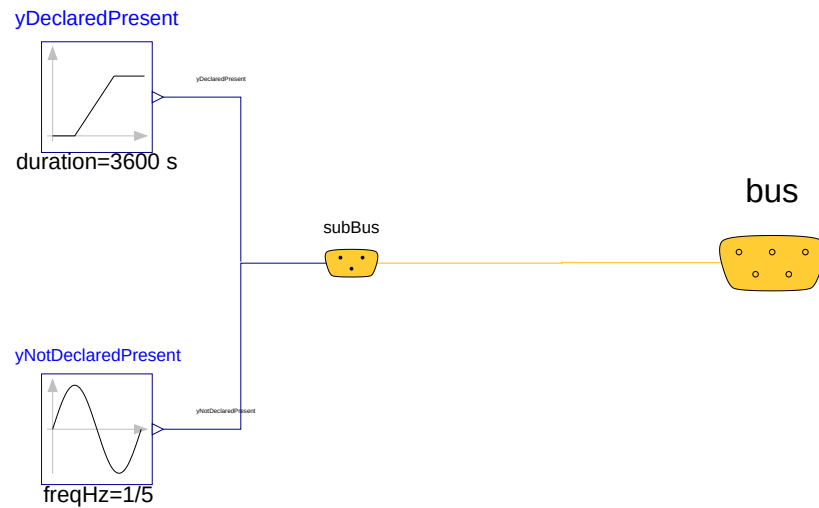 yDeclaredPresent
yDeclaredPresent
duration=3600 s
bus
subBus
yNotDeclaredPresent
yNotDeclaredPresent
freqHz=1/5